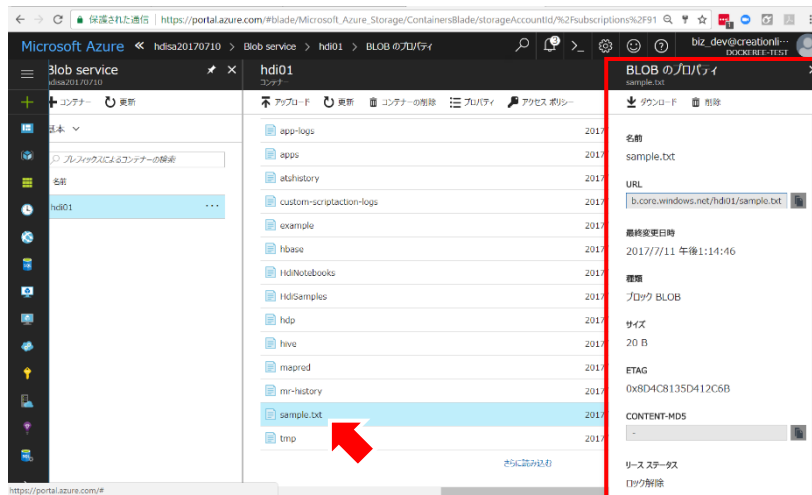 保護された通信 | https://portal.azure.com/#blade/Microsoft_Azure_Storage/ContainersBlade/storageAccountId/%2Fsubscriptions%2F91
Microsoft Azure « hdisa20170710 > Blob service > hdi01 > BLOB のプロパティ
biz_dev@creationli...
DOCKEREE-TEST
Blob service
hdisa20170710
コンテナー
更新
基本
プレフィックスによるコンテナーの検索
名前
hdi01
hdi01
コンテナー
アップロード
更新
コンテナーの削除
プロパティ
アクセス ポリシー
app-logs 2017
apps 2017
atshistory 2017
custom-scriptaction-logs 2017
example 2017
hbase 2017
HdiNotebooks 2017
HdiSamples 2017
hdp 2017
hive 2017
mapred 2017
mr-history 2017
sample.txt 2017
tmp 2017
さらに読み込む
BLOB のプロパティ
sample.txt
ダウンロード
削除
名前
sample.txt
URL
b.core.windows.net/hdi01/sample.txt
最終変更日時
2017/7/11 午後1:14:46
種類
ブロック BLOB
サイズ
20 B
ETAG
0x8D4C8135D412C6B
CONTENT-MD5
-
リース ステータス
ロック解除
https://portal.azure.com/#